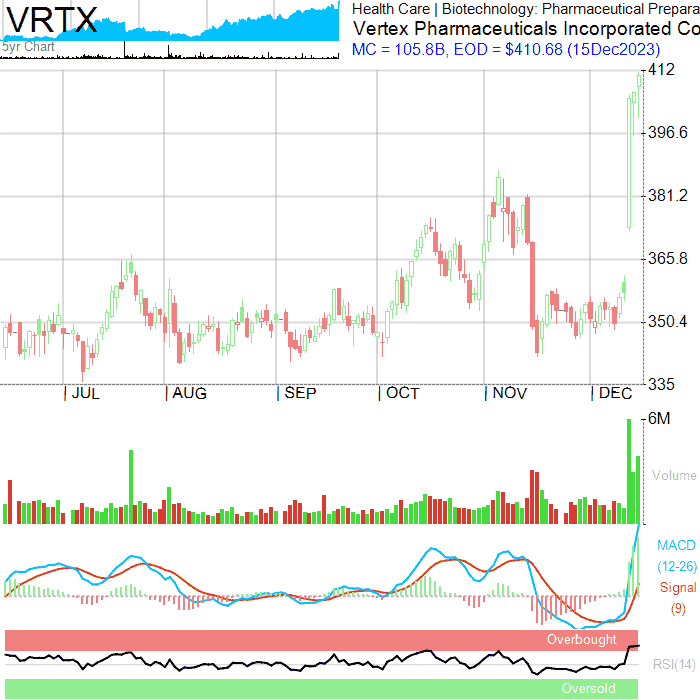 VRTX
5yr Chart
Health Care | Biotechnology: Pharmaceutical Prepara
Vertex Pharmaceuticals Incorporated Co
MC = 105.8B, EOD = $410.68 (15Dec2023)
412
396.6
381.2
365.8
350.4
335
JUL AUG SEP OCT NOV DEC
6M
Volume
MACD
(12-26)
Signal
(9)
Overbought
RSI(14)
Oversold